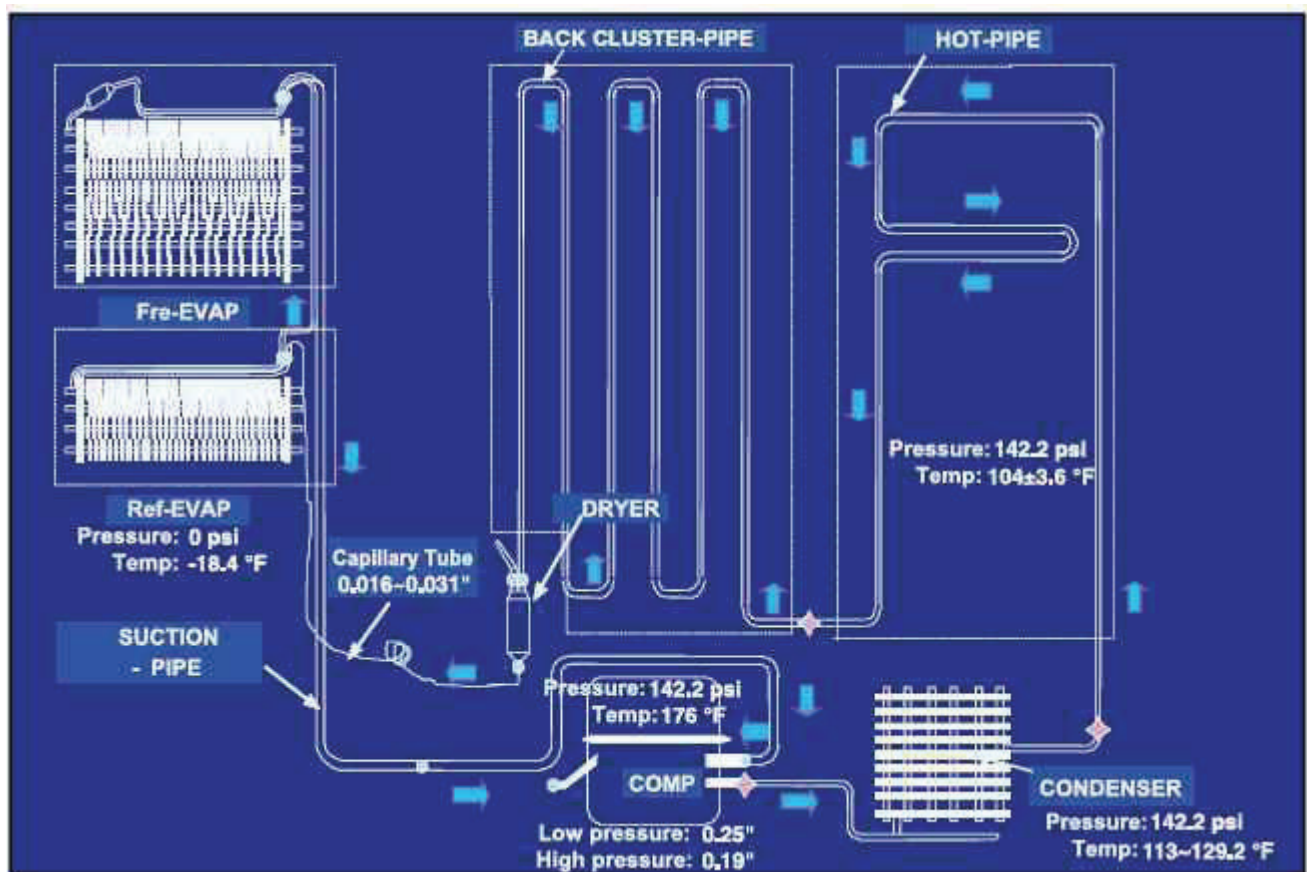 BACK CLUSTER-PIPE
HOT-PIPE
Fre-EVAP
Pressure: 142.2 psi
Temp: 104±3.6 °F
Ref-EVAP
Pressure: 0 psi
Temp: -18.4 °F
DRYER
Capillary Tube
0.016~0.031"
SUCTION
- PIPE
Pressure: 142.2 psi
Temp: 176 °F
COMP
CONDENSER
Low pressure: 0.25"
High pressure: 0.19"
Pressure: 142.2 psi
Temp: 113~129.2 °F